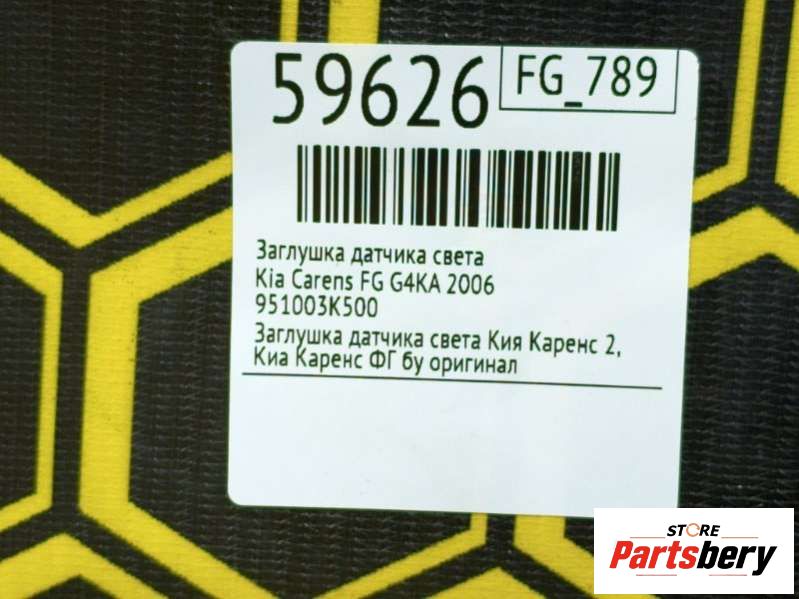 59626
FG_789
Заглушка датчика света
Kia Carens FG G4KA 2006
951003K500
Заглушка датчика света Кия Каренс 2,
Киа Каренс ФГ бу оригинал
STORE
Partsbery